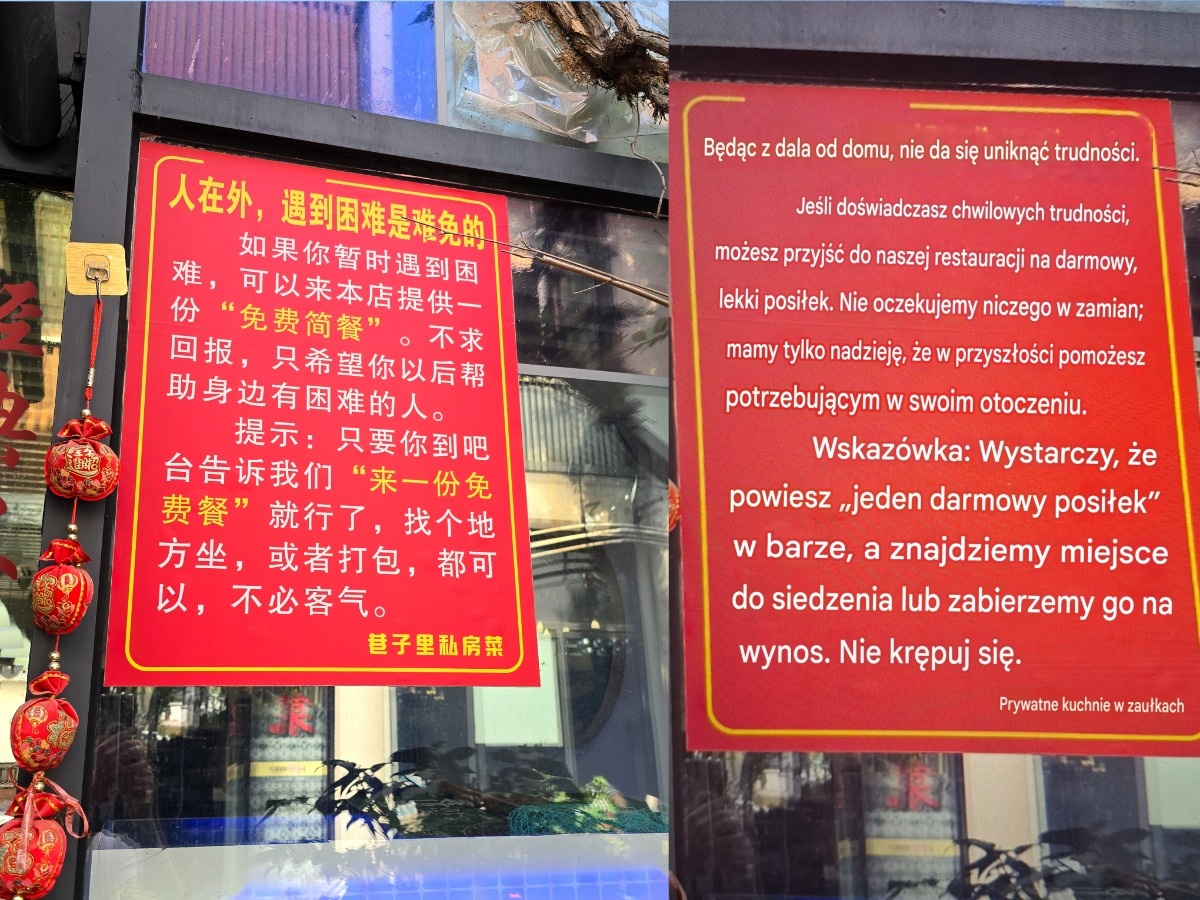 人在外，遇到困难是难免的
如果你暂时遇到困
难，可以来本店提供一
份“免费简餐”。不求
回报，只希望你以后帮
助身边有困难的人。
提示：只要你到吧
台告诉我们“来一份免
费餐”就行了，找个地
方坐，或者打包，都可
以，不必客气。
巷子里私房菜
Będąc z dala od domu, nie da się uniknąć trudności.
Jeśli doświadczasz chwilowych trudności,
możesz przyjść do naszej restauracji na darmowy,
lekki posiłek. Nie oczekujemy niczego w zamian;
mamy tylko nadzieję, że w przyszłości pomożesz
potrzebującym w swoim otoczeniu.
Wskazówka: Wystarczy, że
powiesz „jeden darmowy posiłek”
w barze, a znajdziemy miejsce
do siedzenia lub zabierzemy go na
wynos. Nie krępuj się.
Prywatne kuchnie w zaułkach